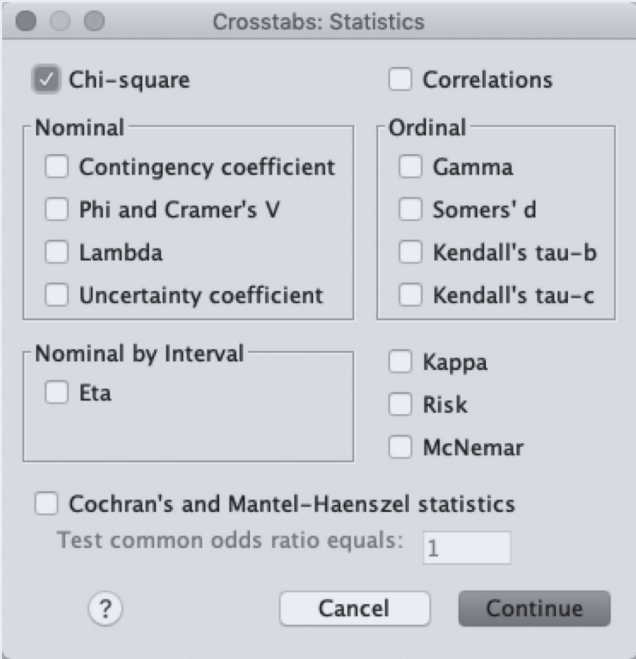 Crosstabs: Statistics
Chi-square
Correlations
Nominal
Contingency coefficient
Phi and Cramer's V
Lambda
Uncertainty coefficient
Ordinal
Gamma
Somers' d
Kendall's tau-b
Kendall's tau-c
Nominal by Interval
Eta
Kappa
Risk
McNemar
Cochran's and Mantel-Haenszel statistics
Test common odds ratio equals: 1
? Cancel Continue